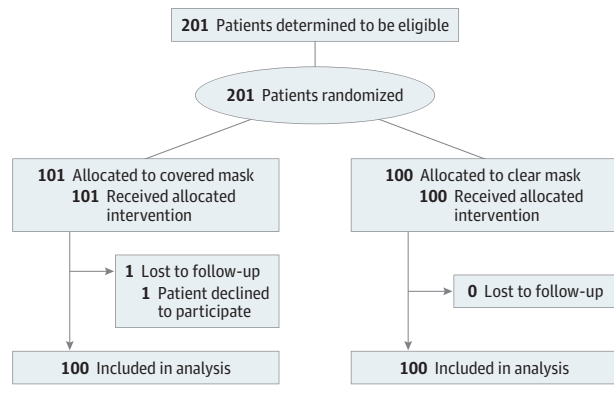 201 Patients determined to be eligible
201 Patients randomized
101 Allocated to covered mask
101 Received allocated
intervention
100 Allocated to clear mask
100 Received allocated
intervention
1 Lost to follow-up
1 Patient declined
to participate
0 Lost to follow-up
100 Included in analysis
100 Included in analysis